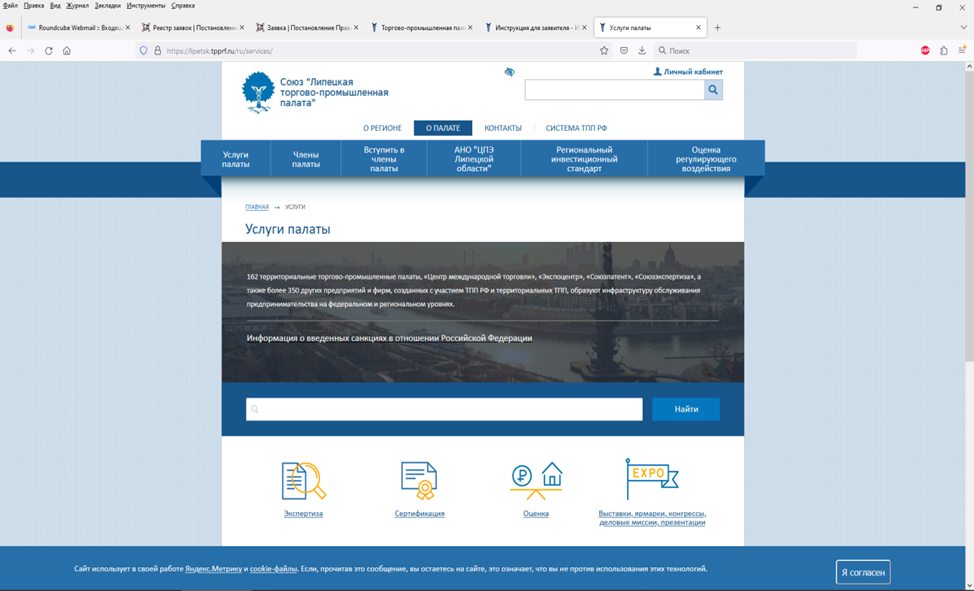 Файл Правка Вид Журнал Закладки Инструменты Справка
Roundcube Webmail :: Входящ
Реестр заявок | Постановлени
Заявка | Постановление Прав
Торгово-промышленная пала
Инструкция для заявителя - И
Услуги палаты
https://lipetsk.tpprf.ru/ru/services/
Поиск
ABP
Союз "Липецкая
торгово-промышленная
палата"
Личный кабинет
О РЕГИОНЕ
О ПАЛАТЕ
КОНТАКТЫ
СИСТЕМА ТПП РФ
Услуги
палаты
Члены
палаты
Вступить в
члены
палаты
АНО "ЦПЭ
Липецкой
области"
Региональный
инвестиционный
стандарт
Оценка
регулирующего
воздействия
ГЛАВНАЯ → УСЛУГИ
Услуги палаты
162 территориальные торгово-промышленные палаты, «Центр международной торговли», «Экспоцентр», «Союзпатент», «Союзэкспертиза», а
также более 350 других предприятий и фирм, созданных с участием ТПП РФ и территориальных ТПП, образуют инфраструктуру обслуживания
предпринимательства на федеральном и региональном уровнях.
Информация о введенных санкциях в отношении Российской Федерации
Найти
EXPO
Экспертиза
Сертификация
Оценка
Выставки, ярмарки, конгрессы,
деловые миссии, презентации
Сайт использует в своей работе Яндекс.Метрику и cookie-файлы. Если, прочитав это сообщение, вы остаетесь на сайте, это означает, что вы не против использования этих технологий.
Я согласен